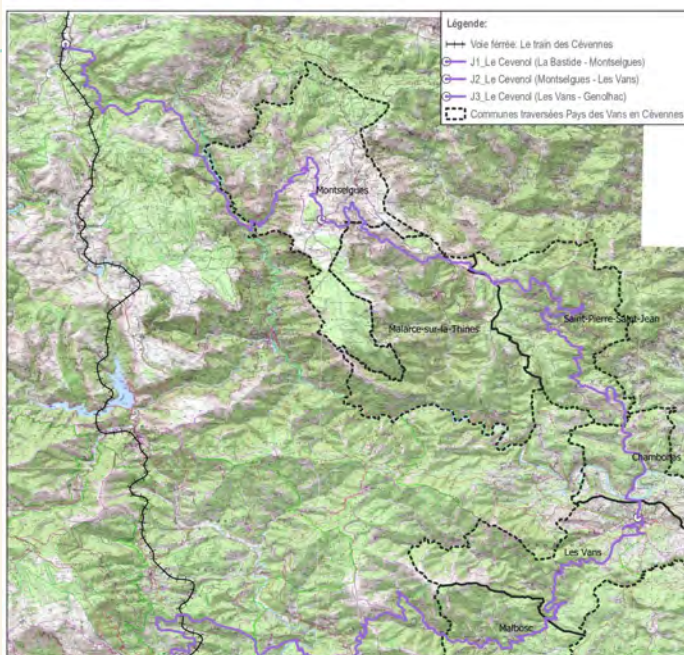 Légende:
Voie ferrée: Le train des Cévennes
J1_Le Cevenol (La Bastide - Montselgues)
J2_Le Cevenol (Montselgues - Les Vans)
J3_Le Cevenol (Les Vans - Genolhac)
Communes traversées Pays des Vans en Cévennes
Montselgues
Saint-Pierre-Saint-Jean
Malarce-sur-la-Thines
Chambonas
Les Vans
Malbosc